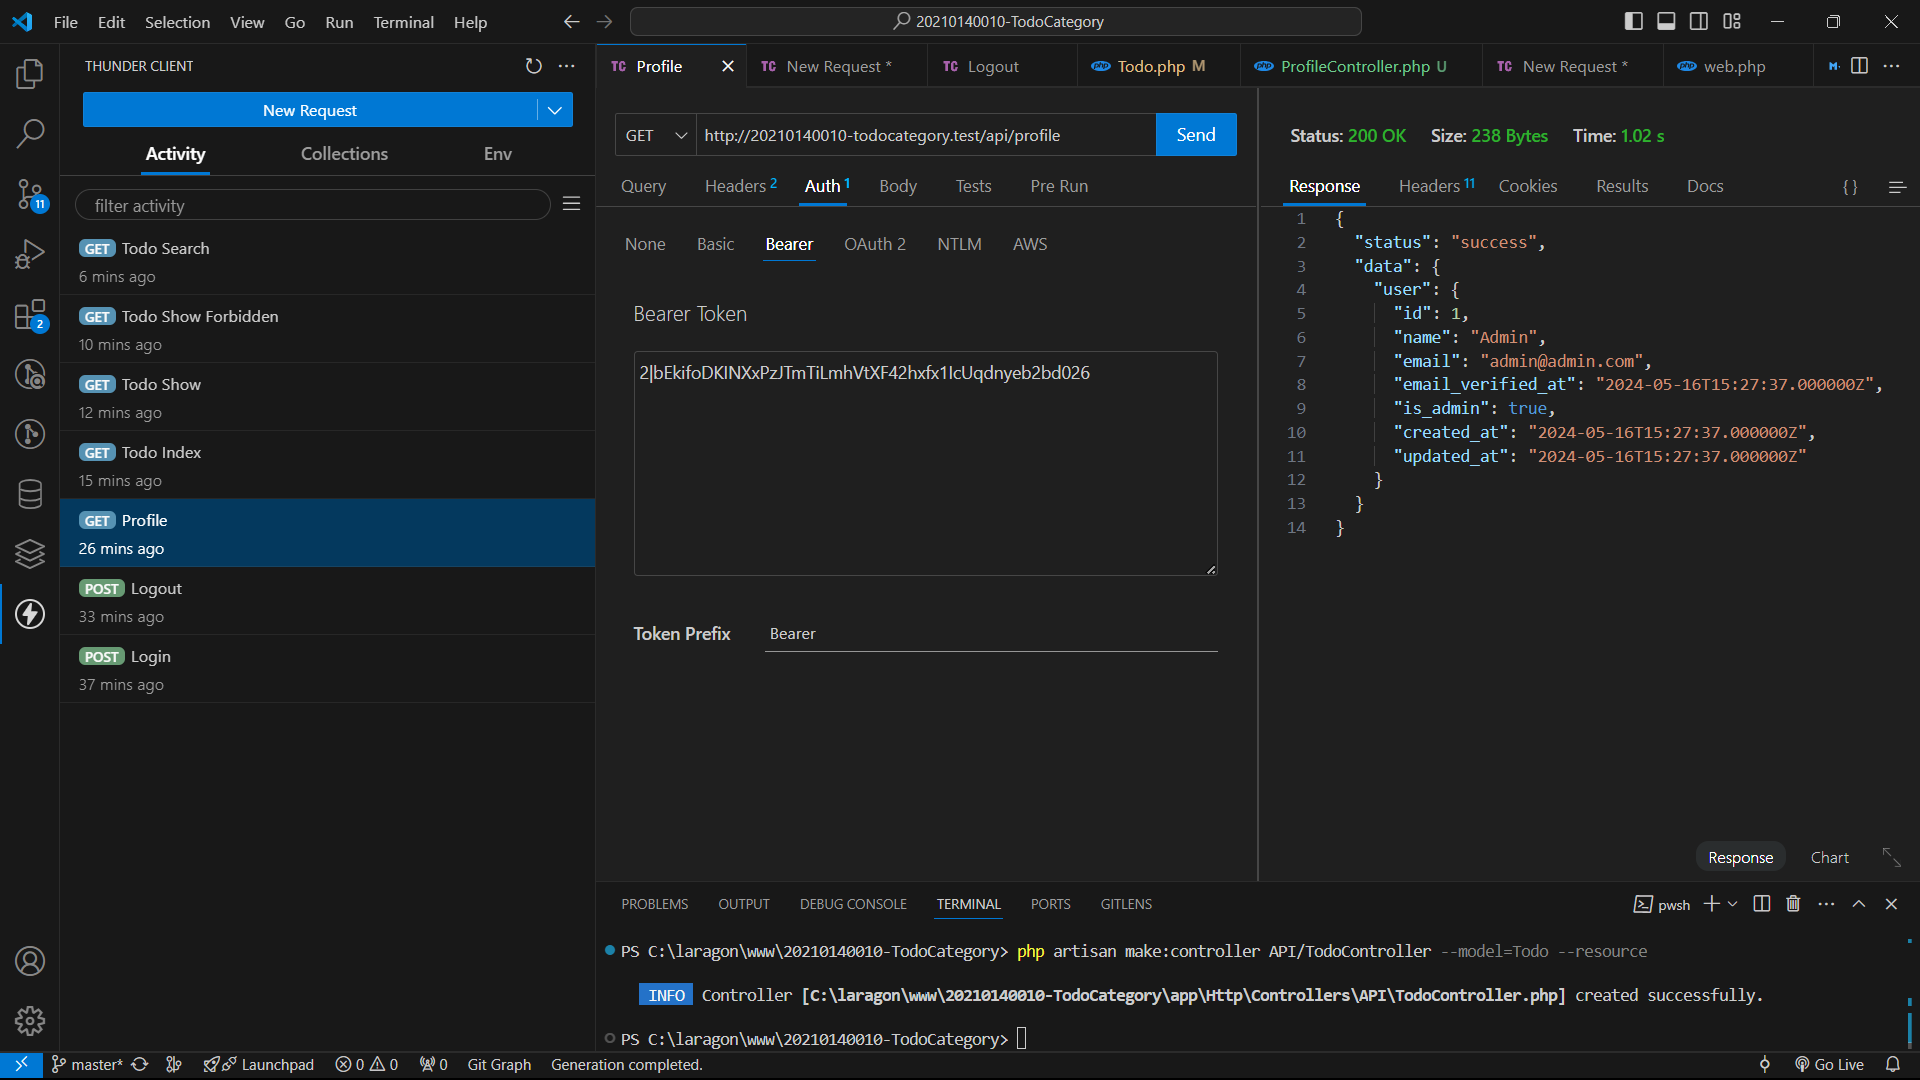 File Edit Selection View Go Run Terminal Help
20210140010-TodoCategory
THUNDER CLIENT
New Request
Activity Collections Env
filter activity
GET Todo Search
6 mins ago
GET Todo Show Forbidden
10 mins ago
GET Todo Show
12 mins ago
GET Todo Index
15 mins ago
GET Profile
26 mins ago
POST Logout
33 mins ago
POST Login
37 mins ago
11
2
TC Profile
TC New Request *
TC Logout
php Todo.php M
php ProfileController.php U
TC New Request *
php web.php
GET http://20210140010-todocategory.test/api/profile Send
Query Headers 2 Auth 1 Body Tests Pre Run
None Basic Bearer OAuth 2 NTLM AWS
Bearer Token
2|bEkifoDKINXxPzJTmTiLmhVtXF42hxfx1IcUqdnyeb2bd026
Token Prefix Bearer
Status: 200 OK Size: 238 Bytes Time: 1.02 s
Response Headers 11 Cookies Results Docs {}
1 {
2 "status": "success",
3 "data": {
4 "user": {
5 "id": 1,
6 "name": "Admin",
7 "email": "admin@admin.com",
8 "email_verified_at": "2024-05-16T15:27:37.000000Z",
9 "is_admin": true,
10 "created_at": "2024-05-16T15:27:37.000000Z",
11 "updated_at": "2024-05-16T15:27:37.000000Z"
12 }
13 }
14 }
Response Chart
PROBLEMS OUTPUT DEBUG CONSOLE TERMINAL PORTS GITLENS
pwsh
PS C:\laragon\www\20210140010-TodoCategory> php artisan make:controller API/TodoController --model=Todo --resource
INFO Controller [C:\laragon\www\20210140010-TodoCategory\app\Http\Controllers\API\TodoController.php] created successfully.
PS C:\laragon\www\20210140010-TodoCategory>
master* Launchpad 0 0 0 Git Graph Generation completed.
Go Live